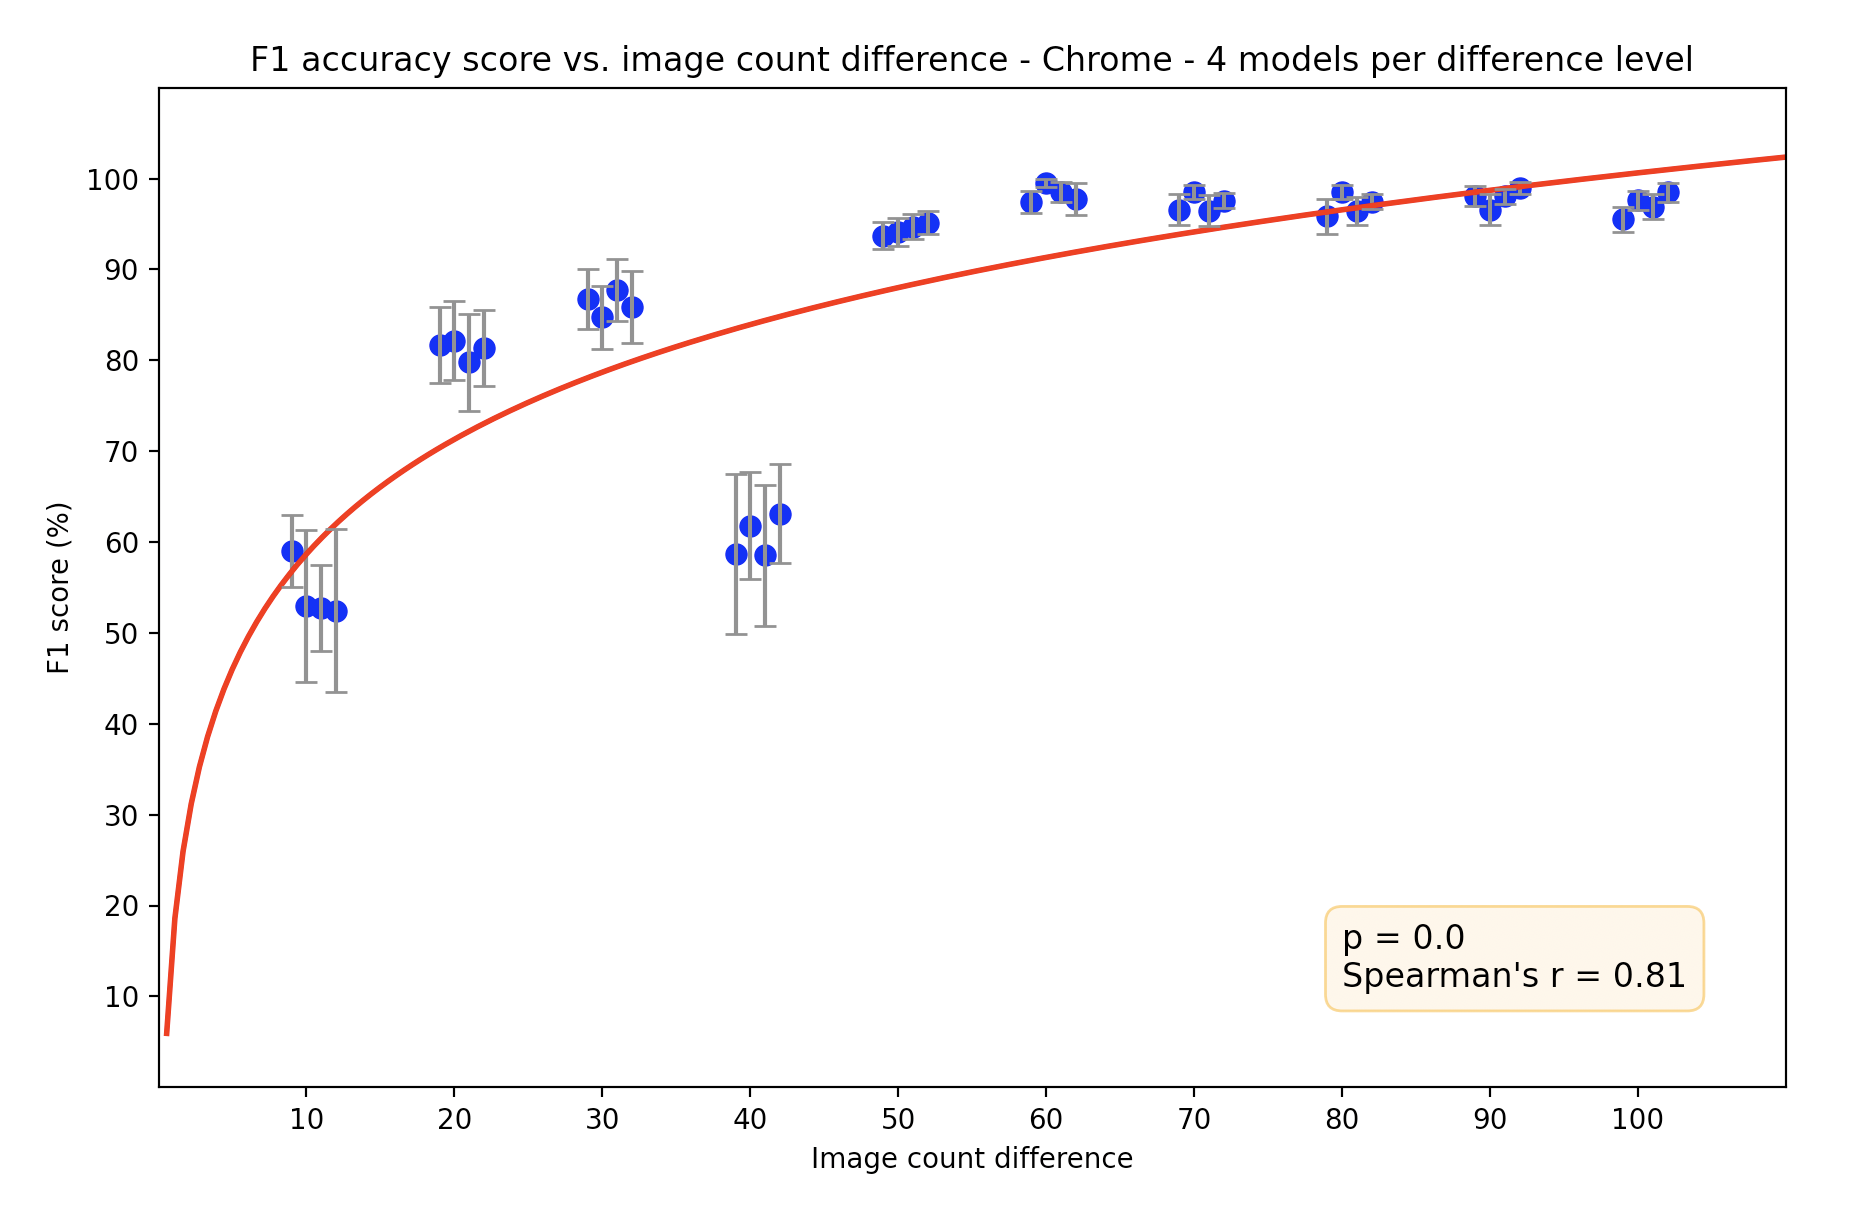 F1 accuracy score vs. image count difference - Chrome - 4 models per difference level
F1 score (%)
100
90
80
70
60
50
40
30
20
10
p = 0.0
Spearman's r = 0.81
10 20 30 40 50 60 70 80 90 100
Image count difference